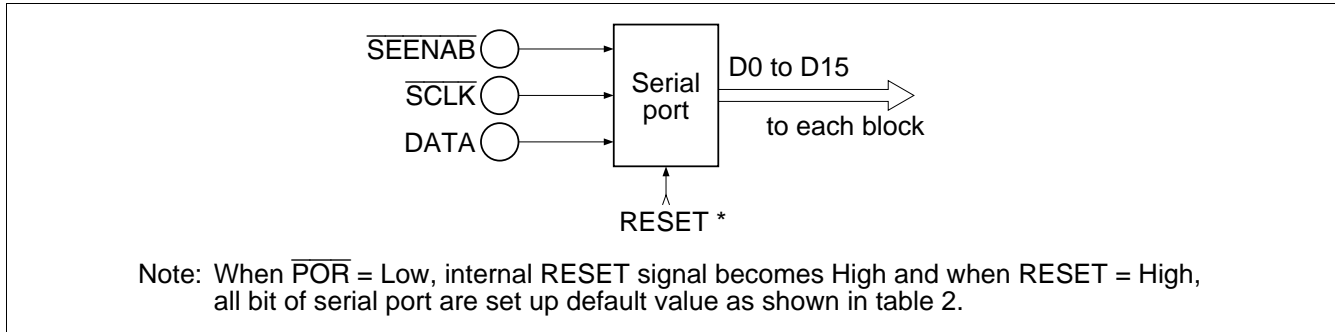 SEENAB
SCLK
DATA
Serial
port
D0 to D15
to each block
RESET *
Note: When POR = Low, internal RESET signal becomes High and when RESET = High,
all bit of serial port are set up default value as shown in table 2.